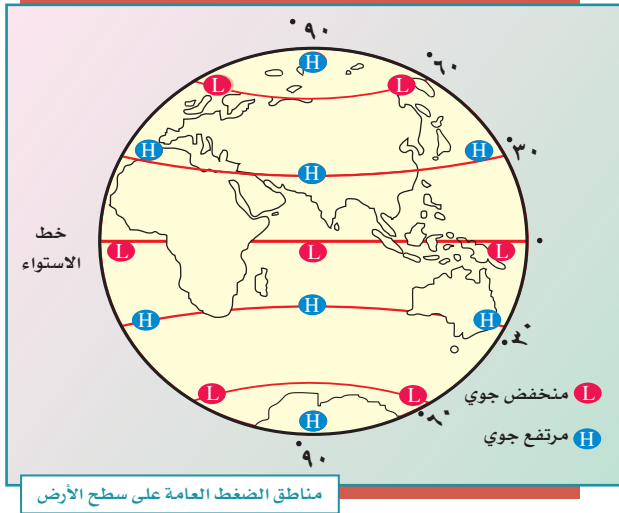 °٩٠
°٦٠
H
L
L
°٣٠
H
H
H
خط
الاستواء
°
L
L
L
H
H
H
°٣٠
L
L
°٦٠
H
°٩٠
L منخفض جوي
H مرتفع جوي
مناطق الضغط العامة على سطح الأرض